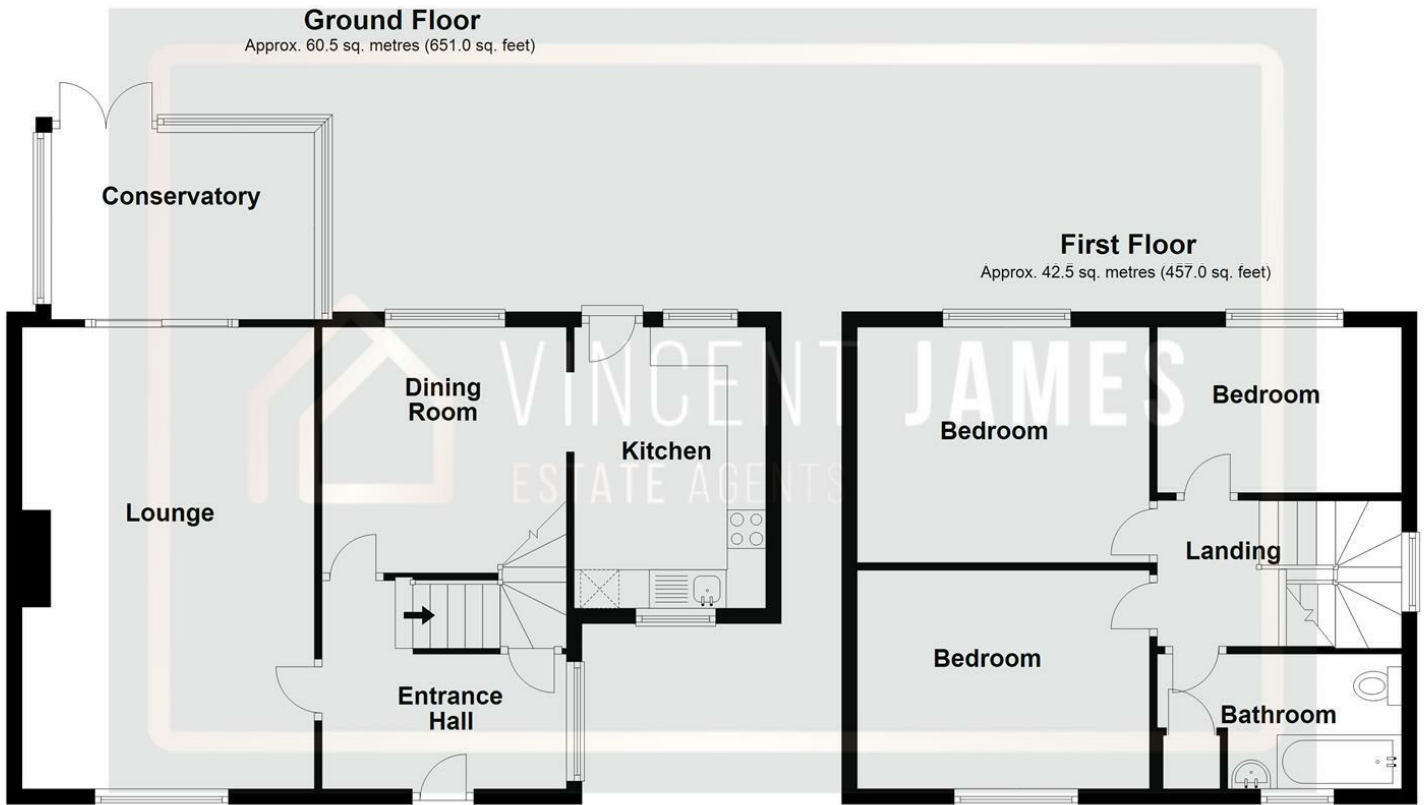 Ground Floor
Approx. 60.5 sq. metres (651.0 sq. feet)
Conservatory
First Floor
Approx. 42.5 sq. metres (457.0 sq. feet)
Dining
Room
Kitchen
Lounge
Entrance
Hall
Bedroom
Bedroom
Landing
Bedroom
Bathroom
VINCENT JAMES
ESTATE AGENTS